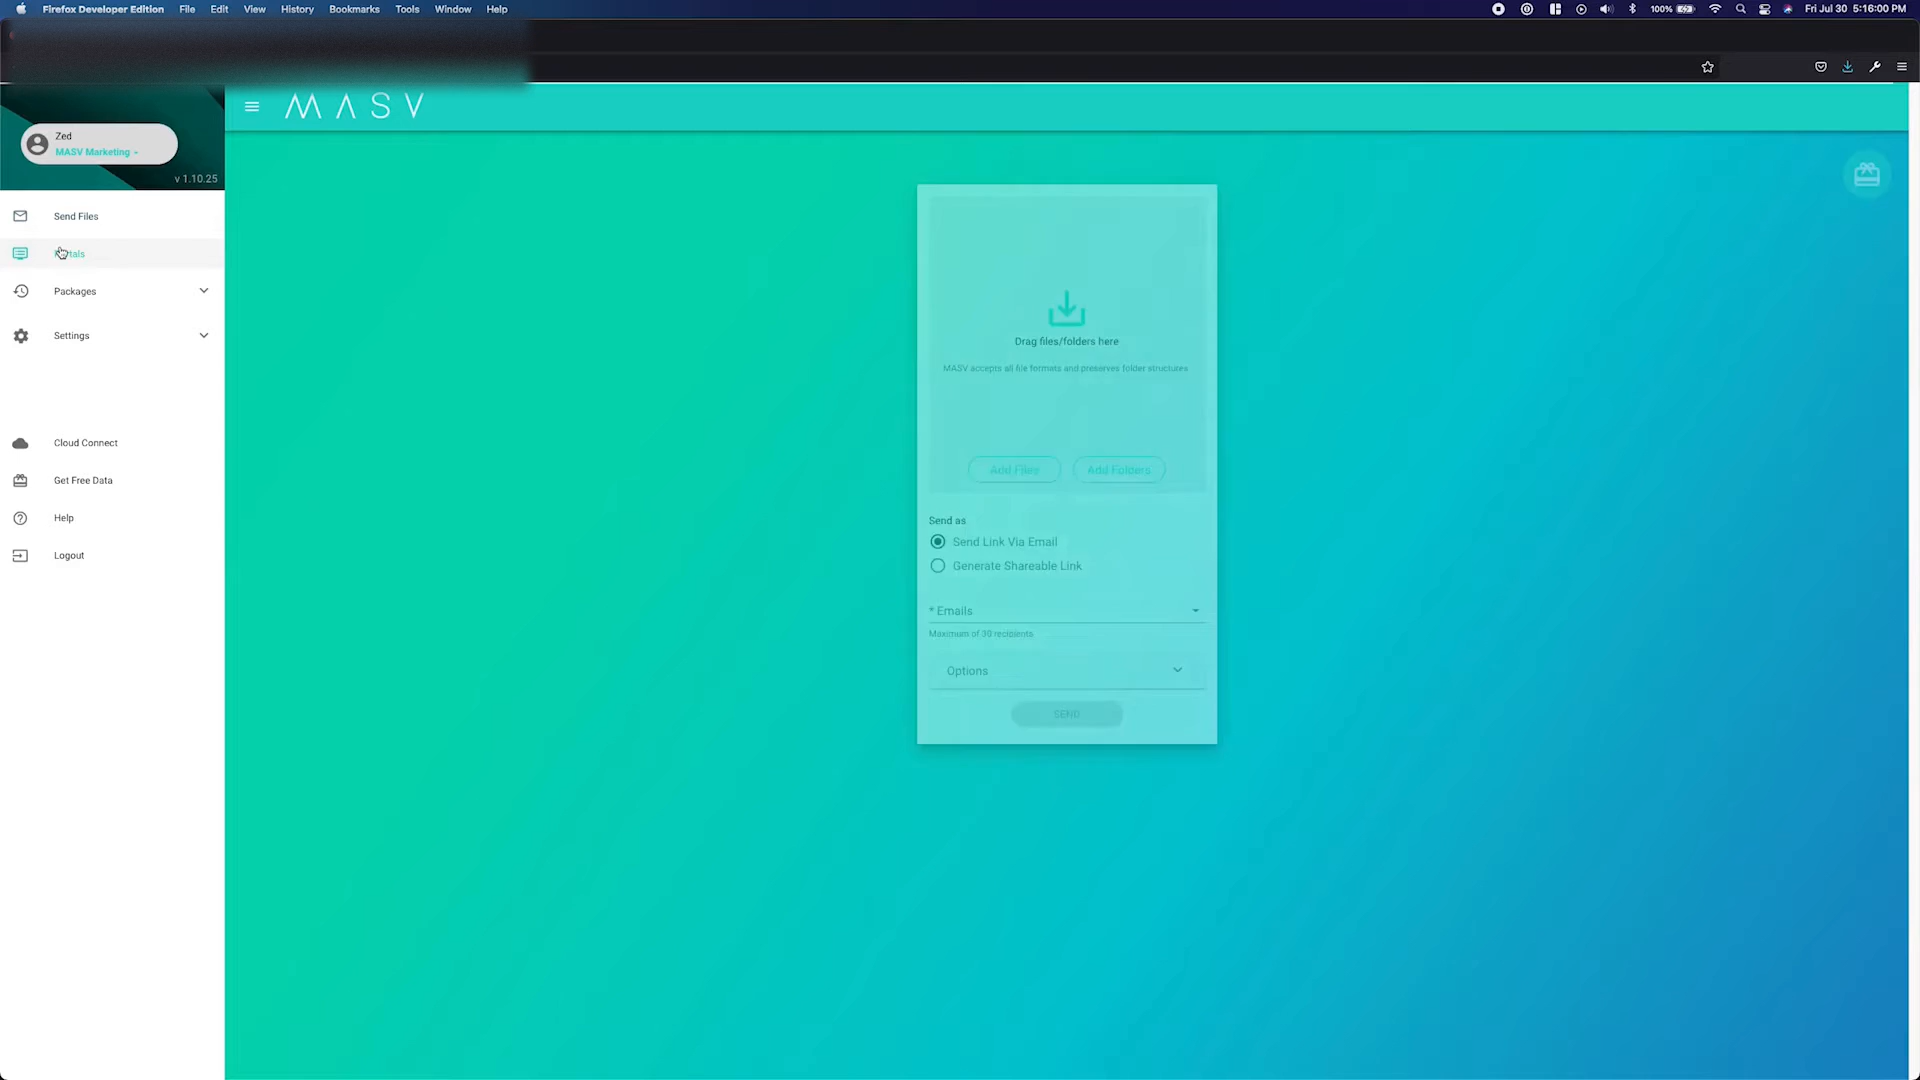 Firefox Developer Edition File Edit View History Bookmarks Tools Window Help 100% Fri Jul 30 5:16:00 PM
MASV
Zed
MASV Marketing
v 1.10.25
Send Files
Packages
Settings
Cloud Connect
Get Free Data
Help
Logout
Drag files/folders here
MASV accepts all file formats and preserves folder structures
Add Files Add Folders
Send as
Send Link Via Email
Generate Shareable Link
* Emails
Maximum of 30 recipients
Options
SEND